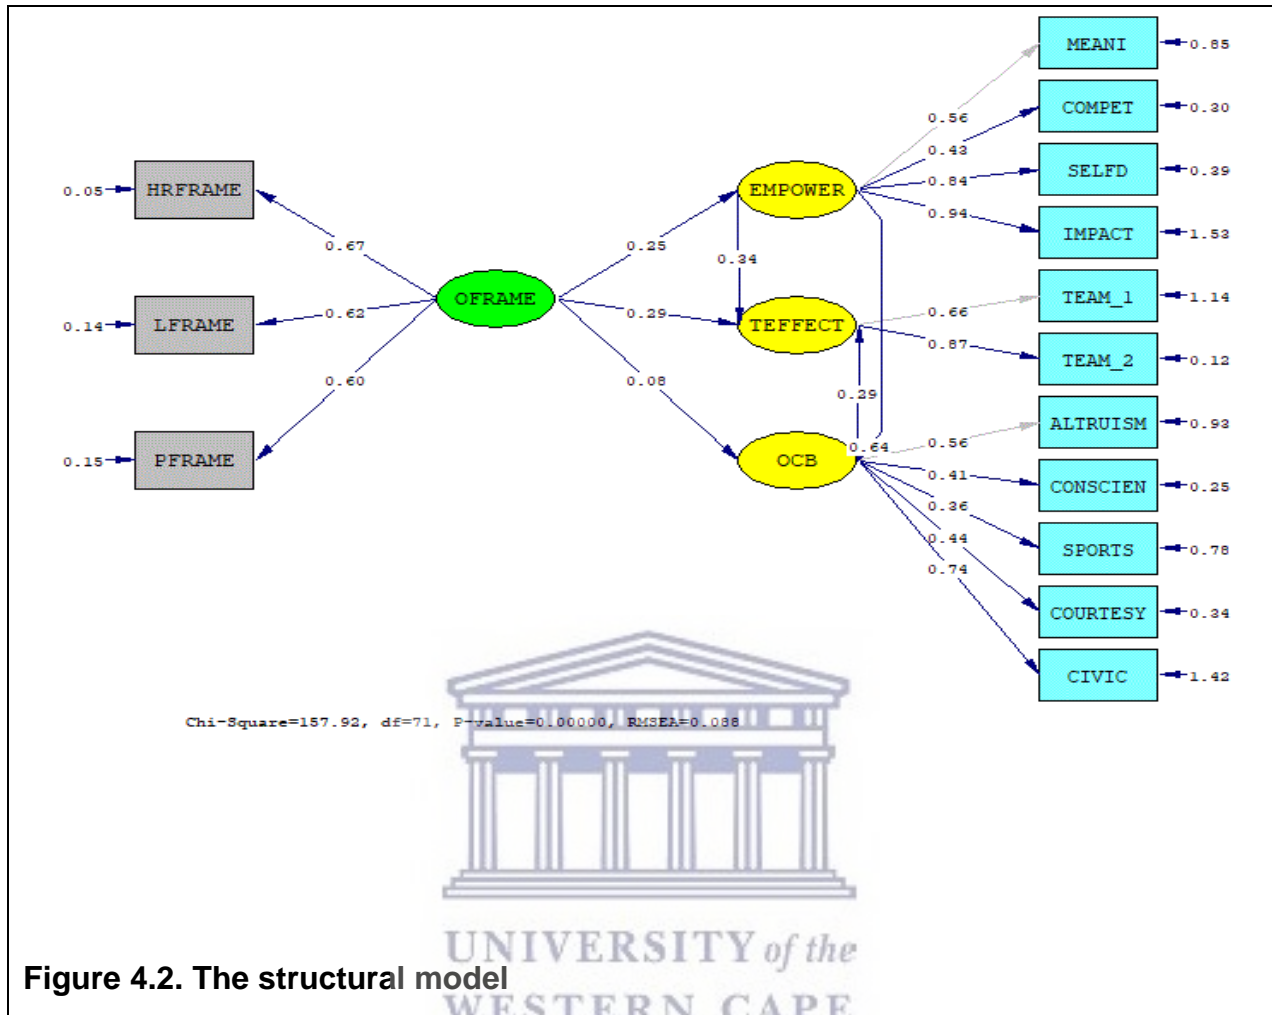 MEANI
0.85
0.56
COMPET
0.30
0.43
SELFD
0.39
0.84
IMPACT
1.53
0.94
0.05
HRFRAME
0.67
EMPOWER
0.25
0.34
OFRAME
TEAM_1
1.14
0.66
0.14
LFRAME
0.62
0.29
TEFFECT
0.87
TEAM_2
0.12
0.60
0.08
0.29
ALTRUISM
0.93
0.56
0.15
PFRAME
OCB
0.64
0.41
CONSCIEN
0.25
0.36
SPORTS
0.78
0.44
0.74
COURTESY
0.34
CIVIC
1.42
Chi-Square=157.92, df=71, P-value=0.00000, RMSEA=0.088
UNIVERSITY of the
Figure 4.2. The structural model
WESTERN CAPE